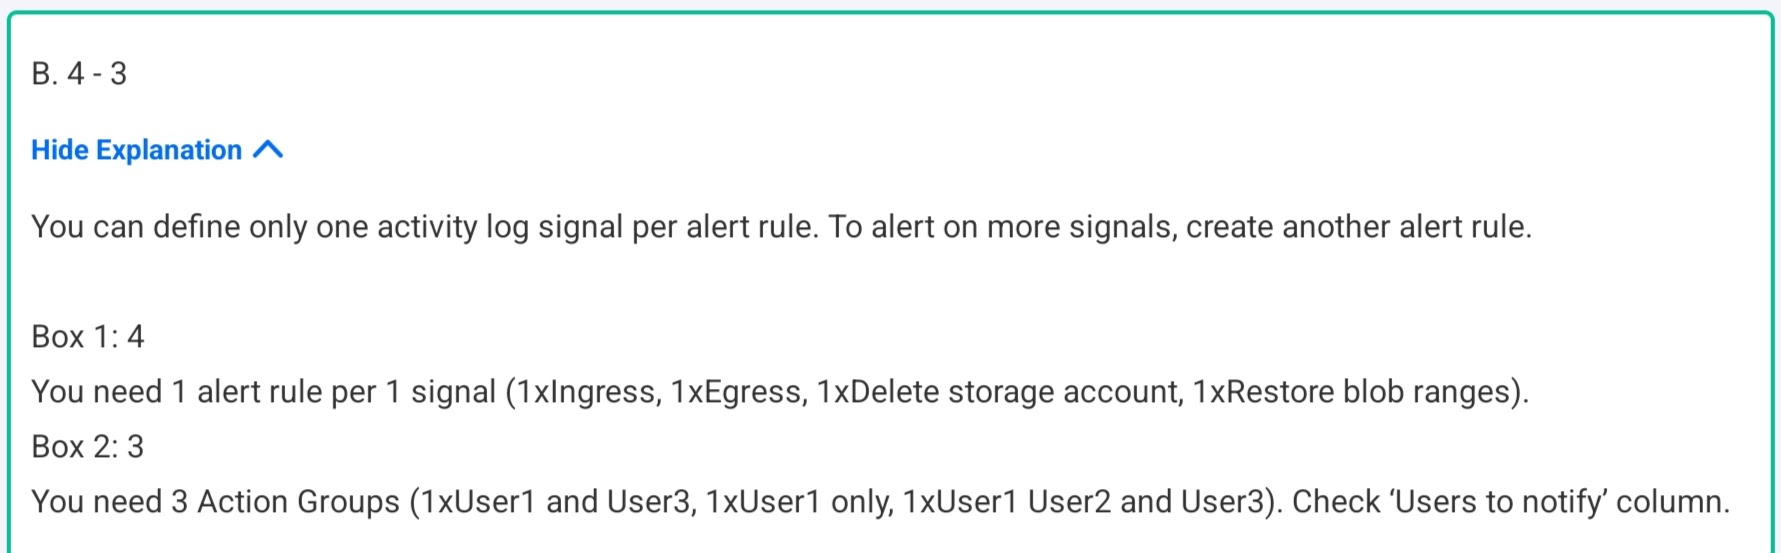 B. 4 - 3
Hide Explanation
You can define only one activity log signal per alert rule. To alert on more signals, create another alert rule.
Box 1: 4
You need 1 alert rule per 1 signal (1xIngress, 1xEgress, 1xDelete storage account, 1xRestore blob ranges).
Box 2: 3
You need 3 Action Groups (1xUser1 and User3, 1xUser1 only, 1xUser1 User2 and User3). Check ‘Users to notify’ column.